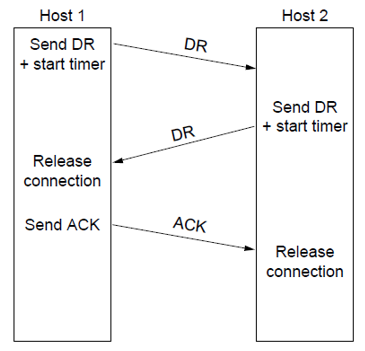 Host 1
Host 2
Send DR
+ start timer
DR
Send DR
+ start timer
DR
Release
connection
Send ACK
ACK
Release
connection